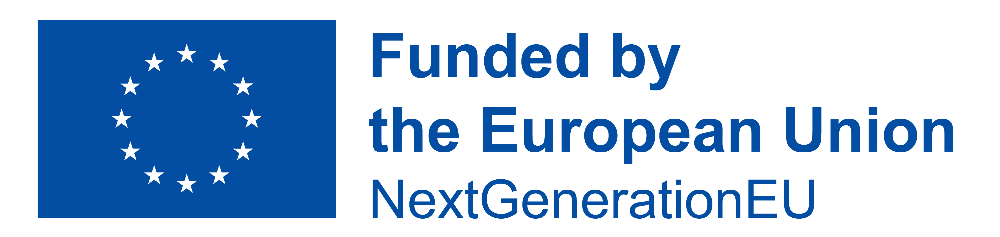 Funded by
the European Union
NextGenerationEU